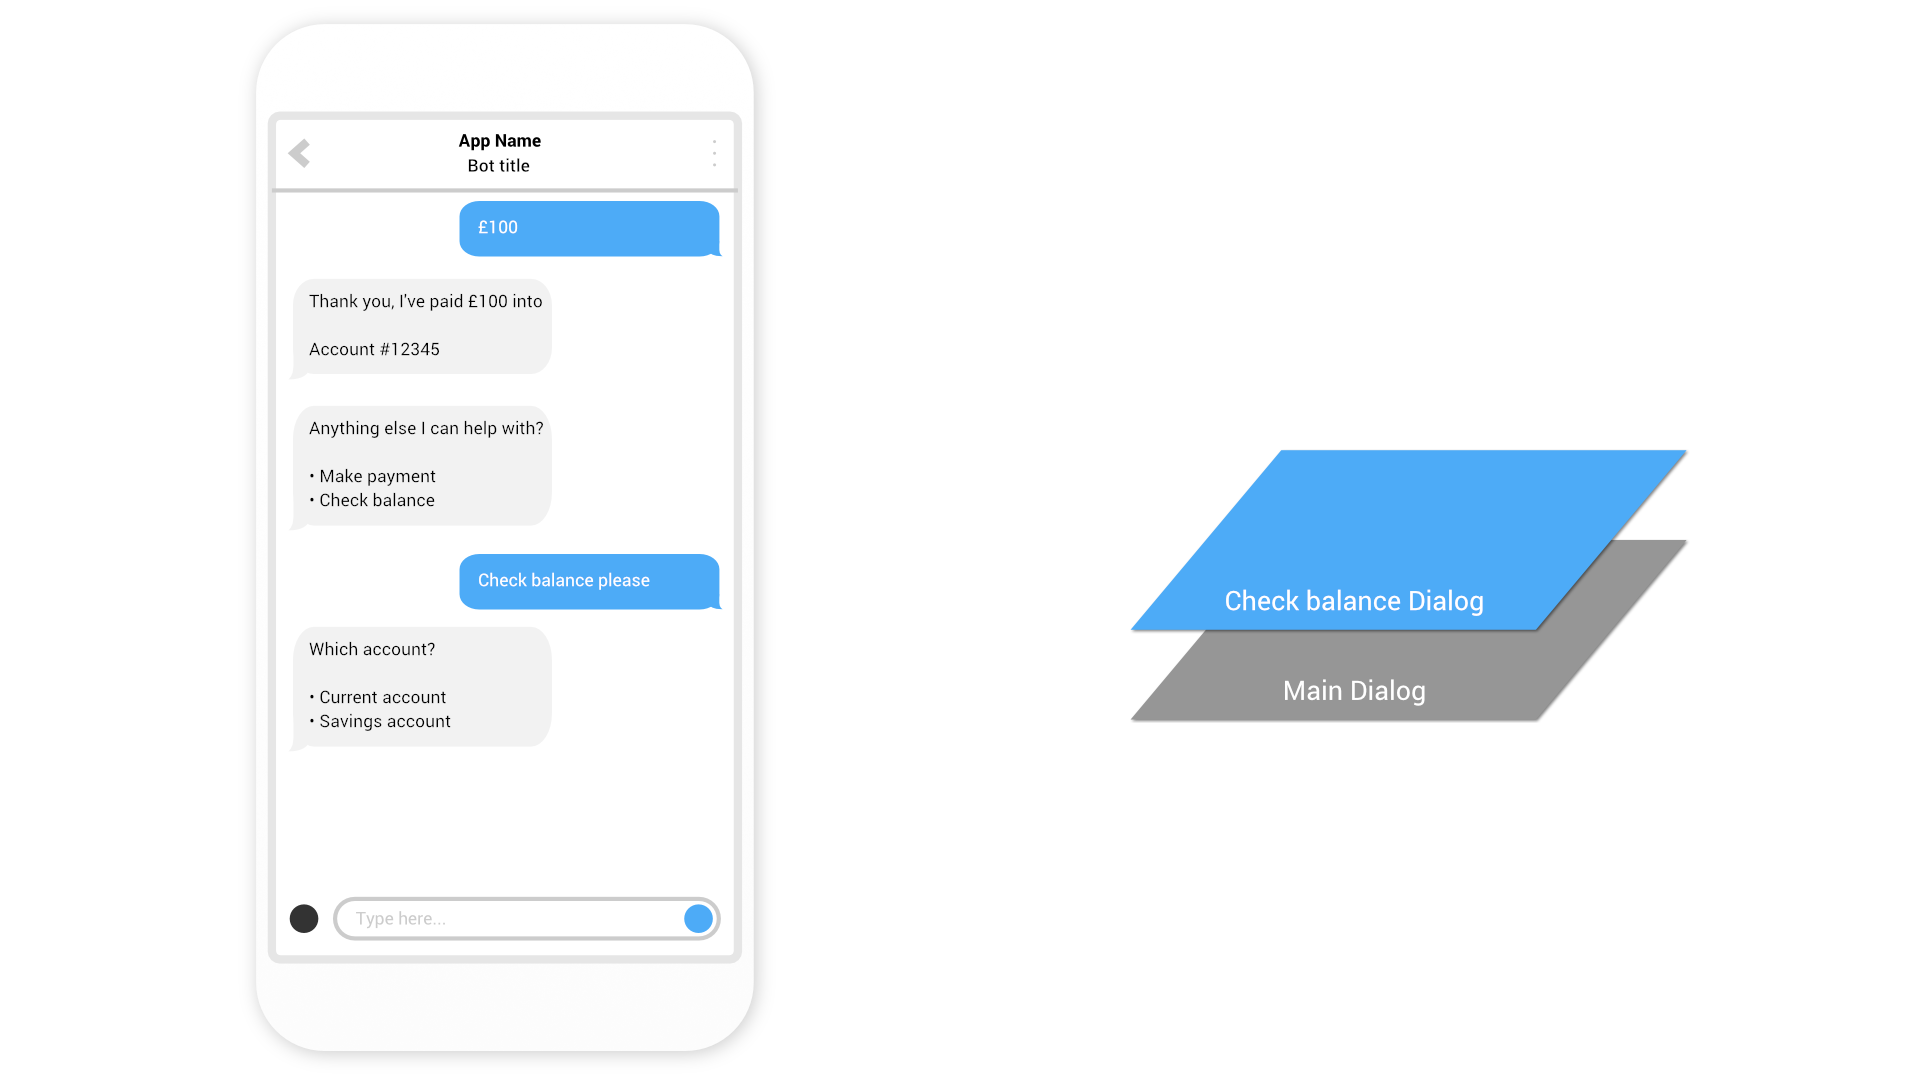 App Name
Bot title
£100
Thank you, I've paid £100 into
Account #12345
Anything else I can help with?
• Make payment
• Check balance
Check balance please
Which account?
• Current account
• Savings account
Type here...
Check balance Dialog
Main Dialog